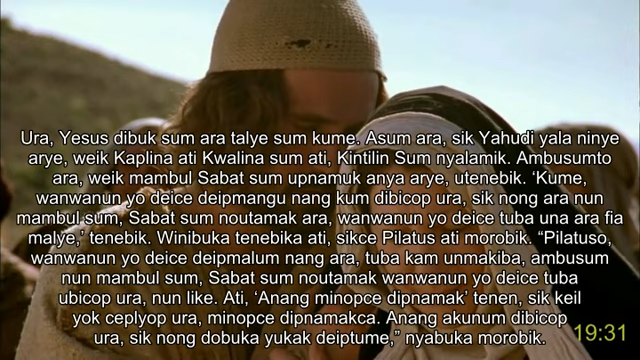 Ura, Yesus dibuk sum ara talye sum kume. Asum ara, sik Yahudi yala ninye
arye, weik Kaplina ati Kwalina sum ati, Kintilin Sum nyalamik. Ambusumto
ara, weik mambul Sabat sum upnamuk anya arye, utenebik. ‘Kume,
wanwanun yo deice deipmangu nang kum dibicop ura, sik nong ara nun
mambul sum, Sabat sum noutamak ara, wanwanun yo deice tuba una ara fia
malye,’ tenebik. Winibuka tenebika ati, sikce Pilatus ati morobik. “Pilatuso,
wanwanun yo deice deipmalum nang ara, tuba kam unmakiba, ambusum
nun mambul sum, Sabat sum noutamak wanwanun yo deice tuba
ubicop ura, nun like. Ati, ‘Anang minopce dipnamak’ tenen, sik keil
yok ceplyop ura, minopce dipnamakca. Anang akunum dibicop
ura, sik nong dobuka yukak deiptume,” nyabuka morobik.
19:31